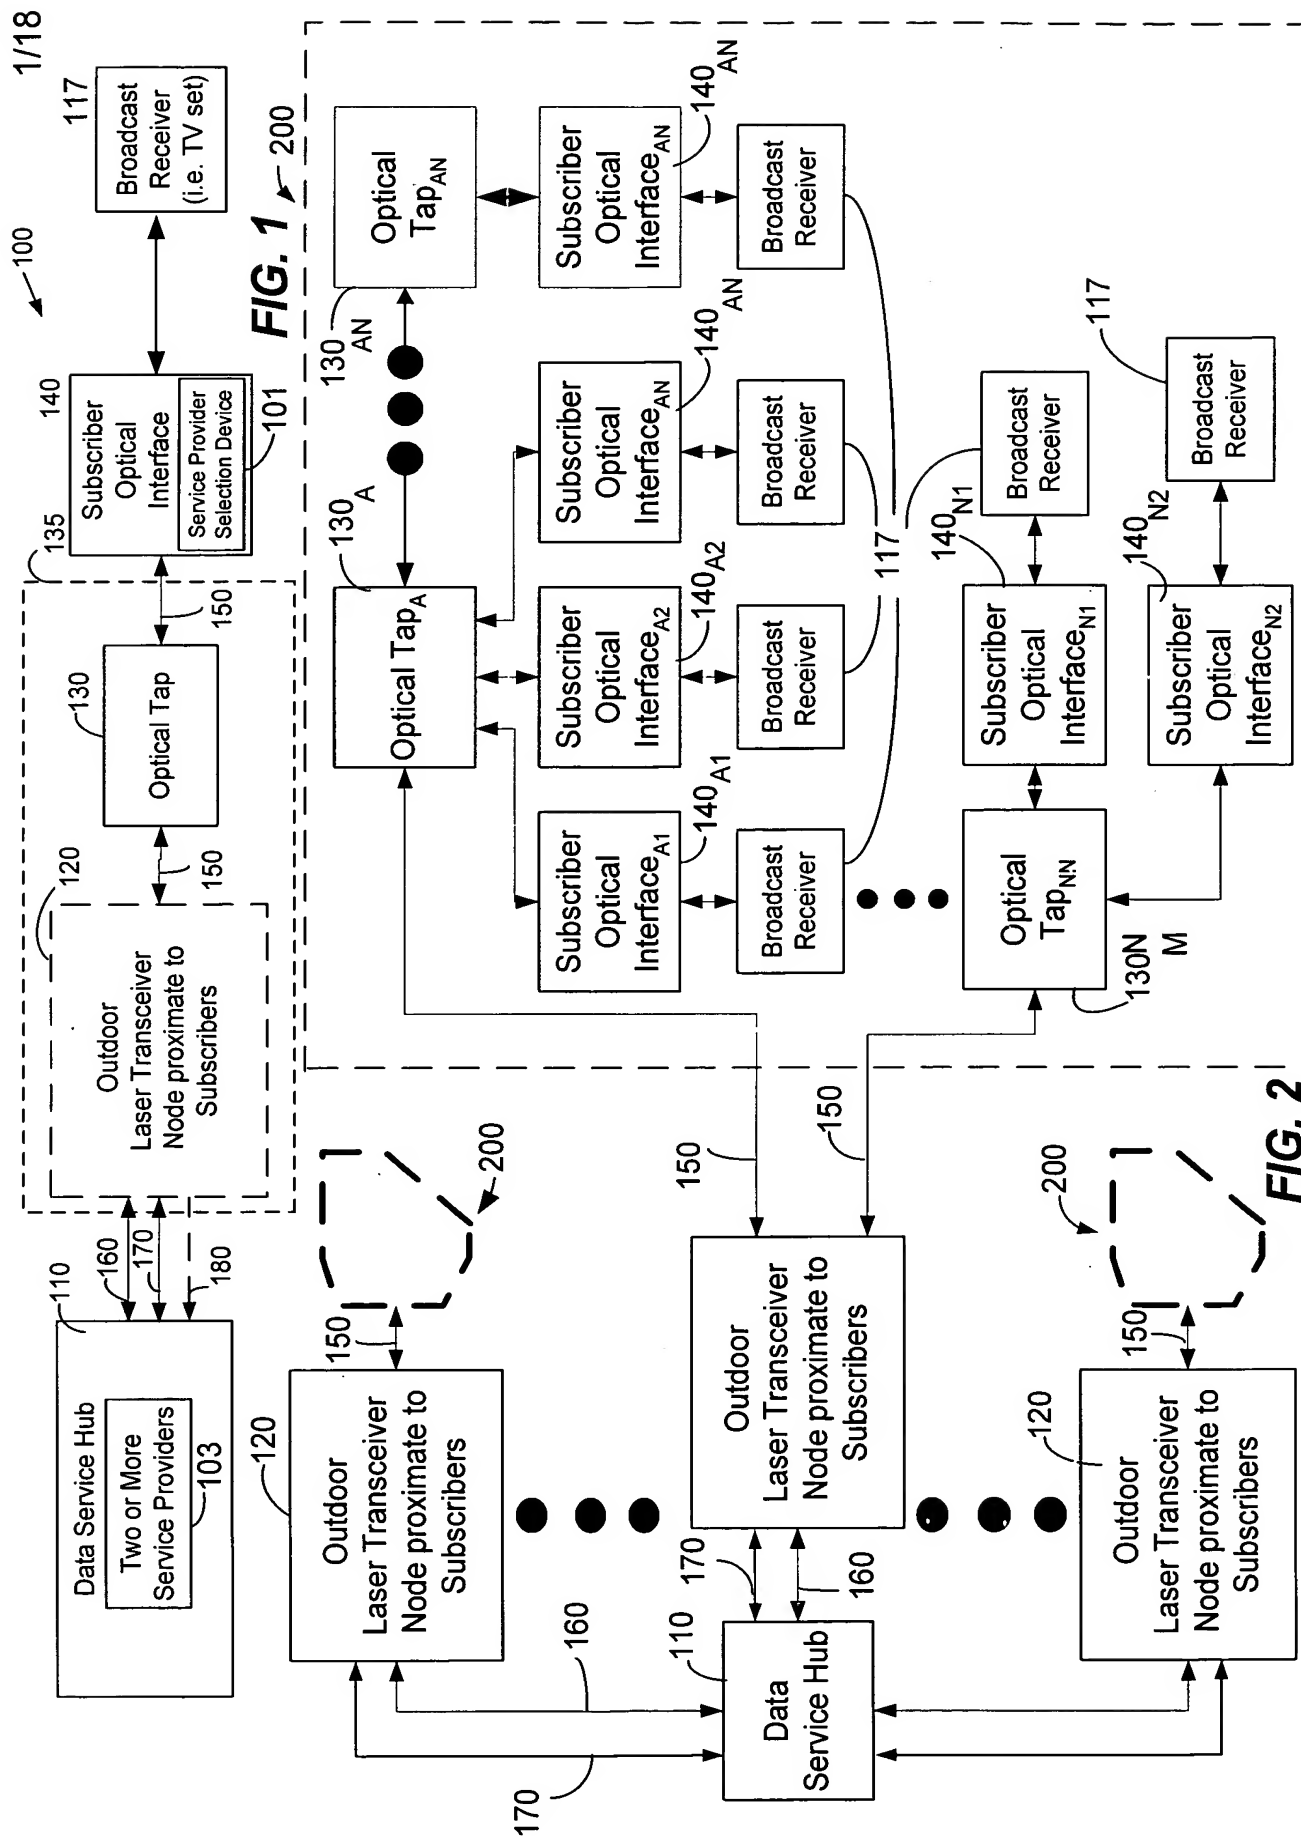 1/18
100
110
Data Service Hub
Two or More
Service Providers
103
160
170
180
120
Outdoor
Laser Transceiver
Node proximate to
Subscribers
150
130
Optical Tap
150
135
140
Subscriber
Optical
Interface
Service Provider
Selection Device
101
117
Broadcast
Receiver
(i.e. TV set)
FIG. 1
200
120
Outdoor
Laser Transceiver
Node proximate to
Subscribers
150
200
170
160
110
Data
Service Hub
170
160
Outdoor
Laser Transceiver
Node proximate to
Subscribers
150
150
120
Outdoor
Laser Transceiver
Node proximate to
Subscribers
150
200
130A
Optical TapA
130AN
Optical
TapAN
Subscriber
Optical
InterfaceA1
140A1
Subscriber
Optical
InterfaceA2
140A2
Subscriber
Optical
InterfaceAN
140AN
Subscriber
Optical
InterfaceAN
140AN
Broadcast
Receiver
Broadcast
Receiver
Broadcast
Receiver
Broadcast
Receiver
117
Optical
TapNN
130N
M
Subscriber
Optical
InterfaceN1
140N1
Broadcast
Receiver
Subscriber
Optical
InterfaceN2
140N2
Broadcast
Receiver
117
FIG. 2